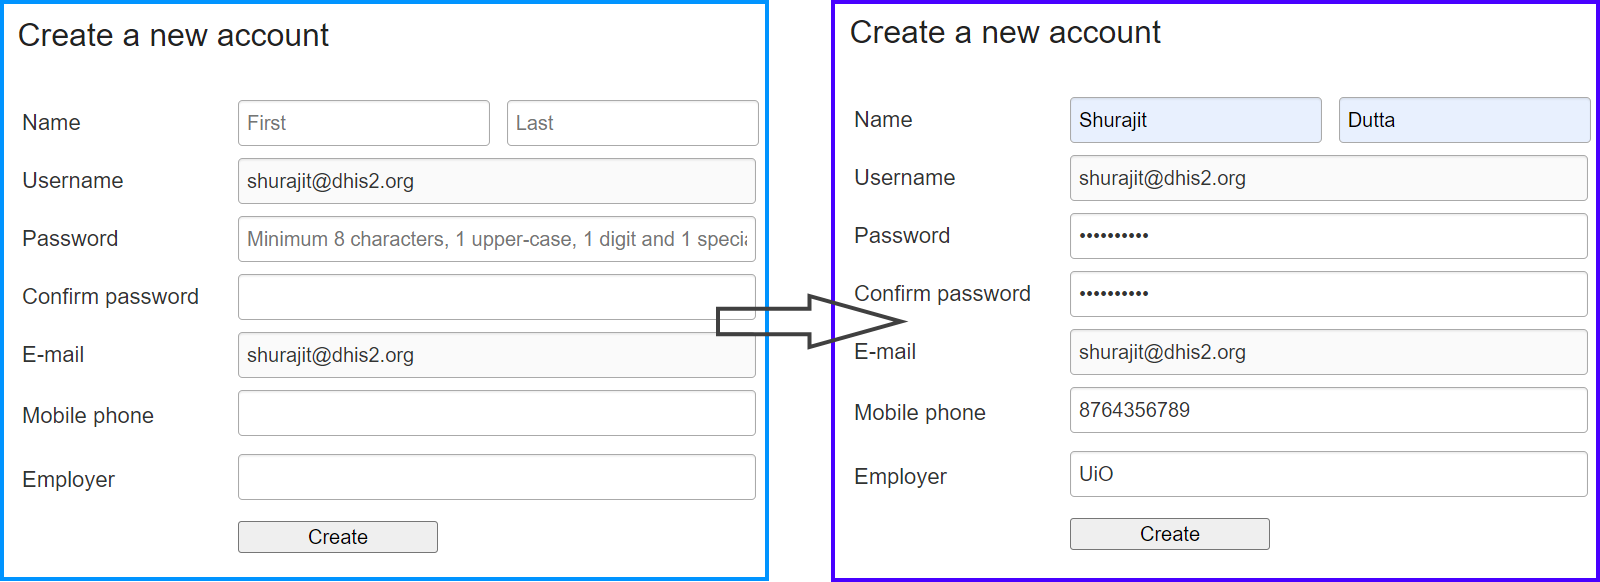 Create a new account
Name First Last
Username shurajit@dhis2.org
Password Minimum 8 characters, 1 upper-case, 1 digit and 1 
Confirm password
E-mail shurajit@dhis2.org
Mobile phone
Employer
Create
Create a new account
Name Shurajit Dutta
Username shurajit@dhis2.org
Password ••••••••••
Confirm password ••••••••••
E-mail shurajit@dhis2.org
Mobile phone 8764356789
Employer UiO
Create